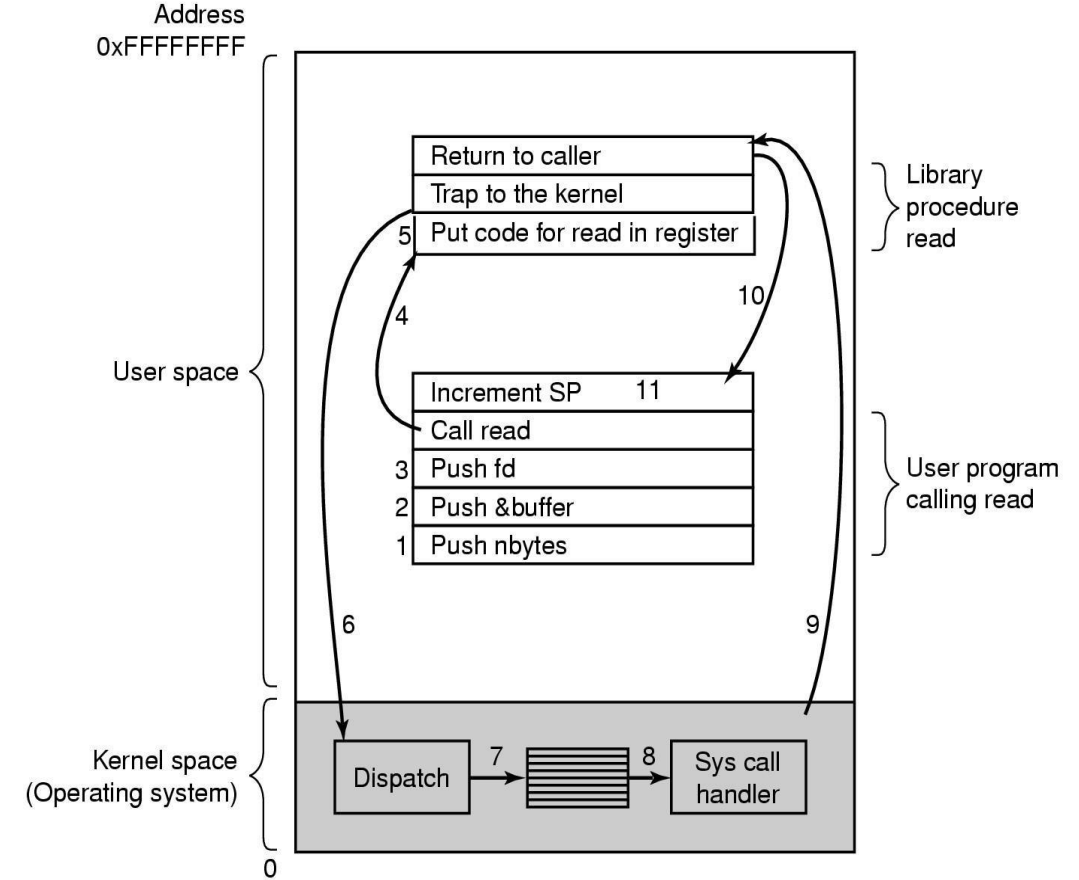 Address
0xFFFFFFFF
Return to caller
Trap to the kernel
5 Put code for read in register
Library
procedure
read
10
4
User space
Increment SP 11
Call read
3 Push fd
2 Push &buffer
1 Push nbytes
User program
calling read
6
9
Kernel space
(Operating system)
Dispatch
7
8
Sys call
handler
0